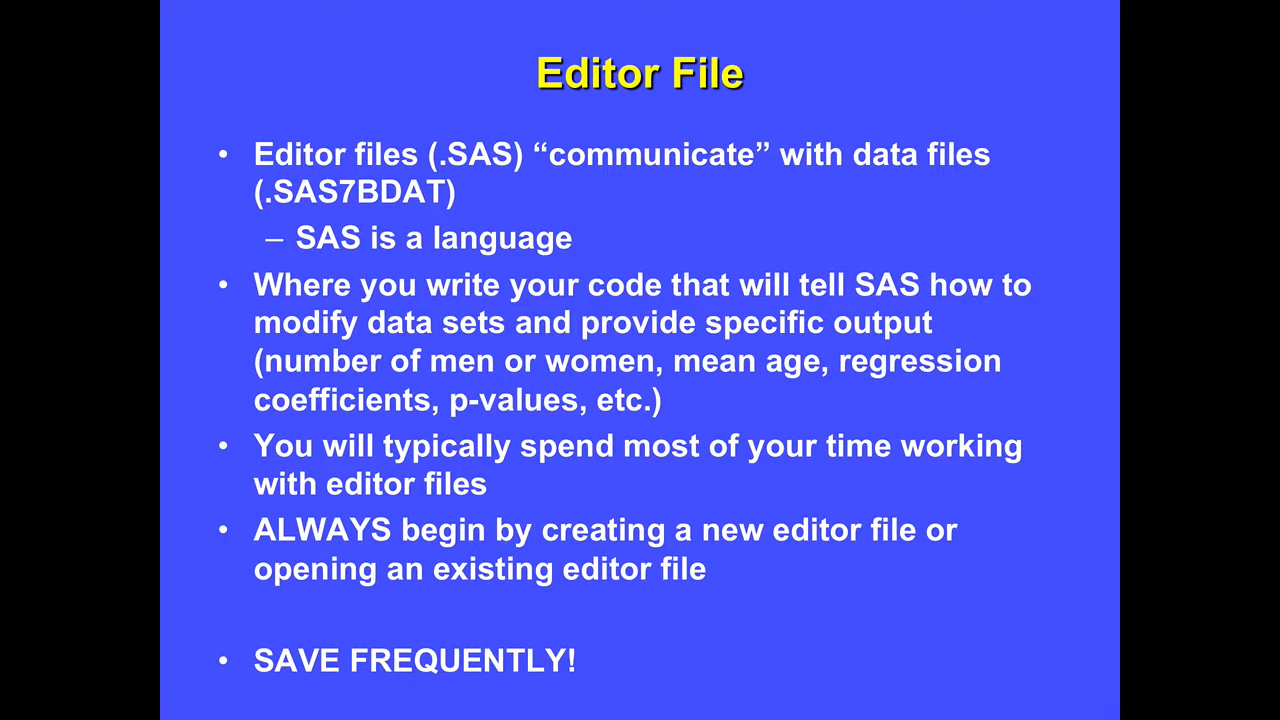 Editor File
• Editor files (.SAS) “communicate” with data files
(.SAS7BDAT)
– SAS is a language
• Where you write your code that will tell SAS how to
modify data sets and provide specific output
(number of men or women, mean age, regression
coefficients, p-values, etc.)
• You will typically spend most of your time working
with editor files
• ALWAYS begin by creating a new editor file or
opening an existing editor file
• SAVE FREQUENTLY!